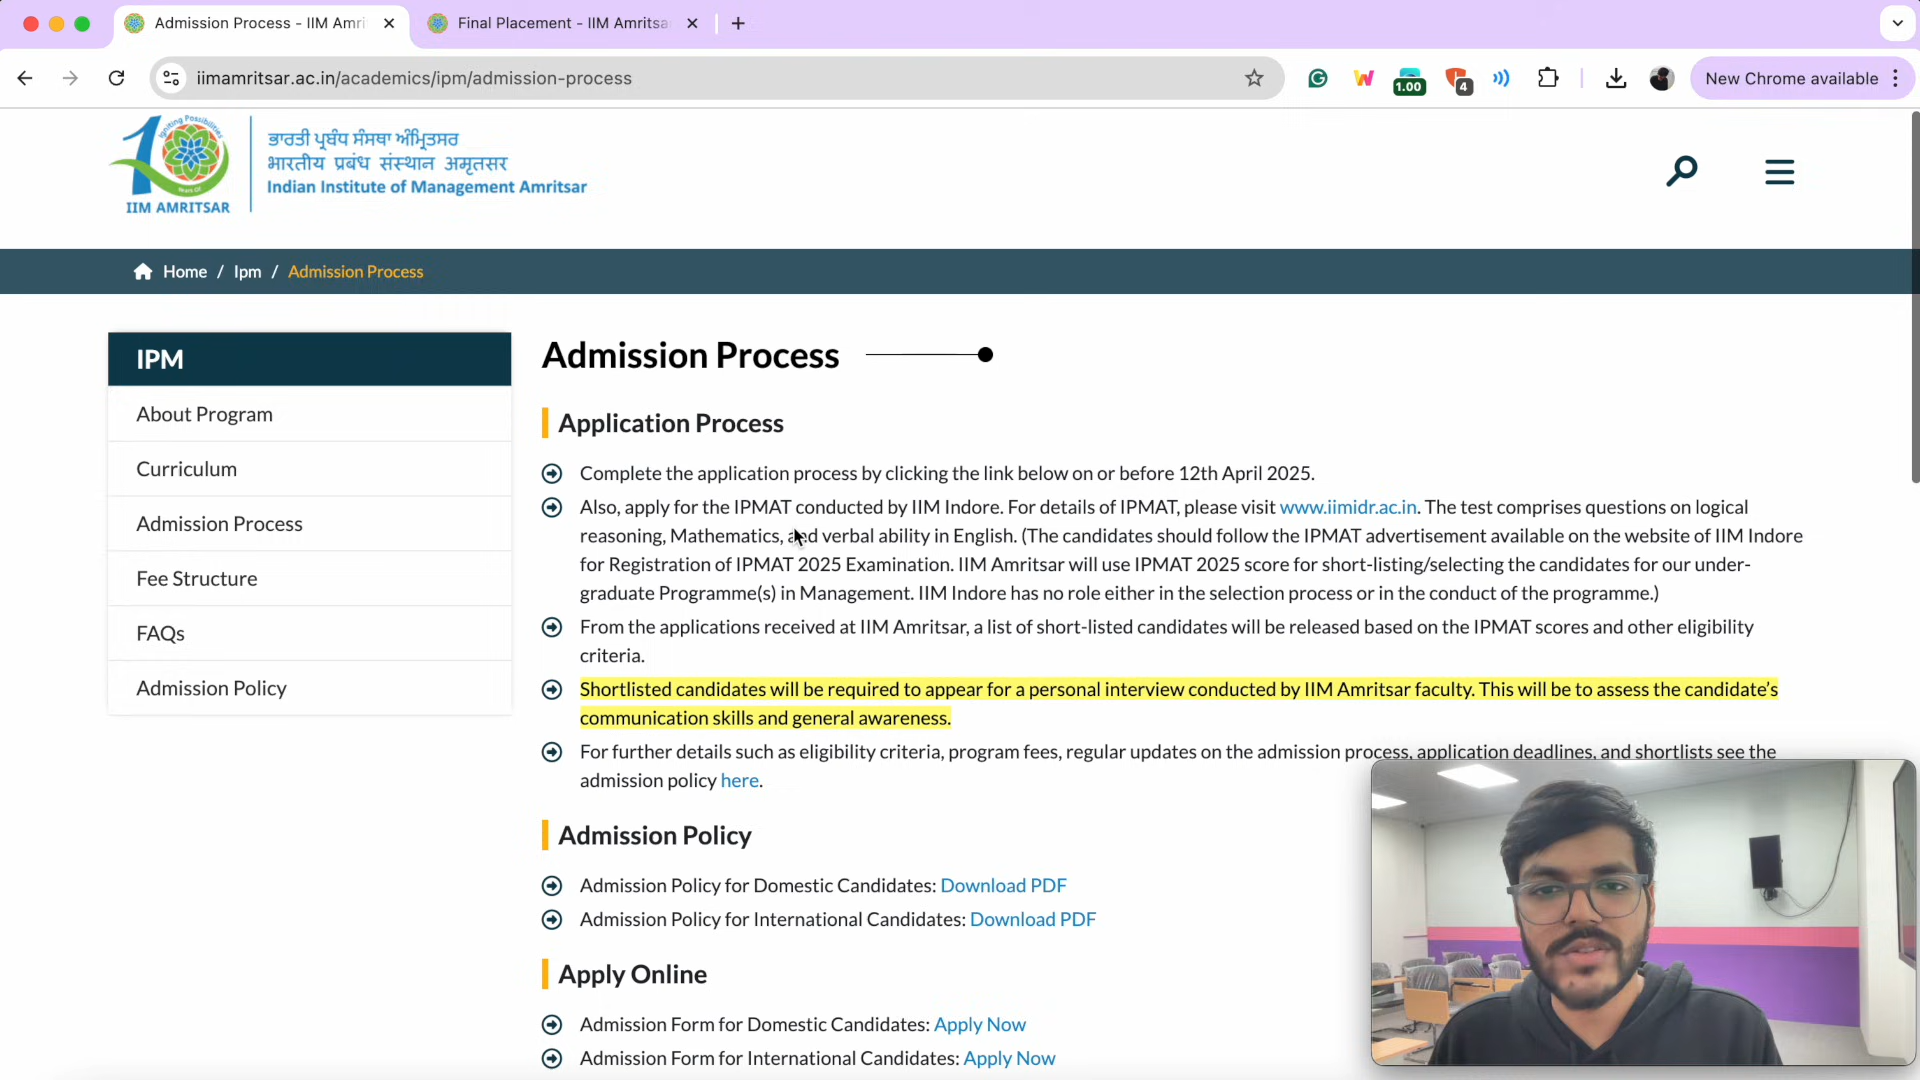 Admission Process - IIM Amri
Final Placement - IIM Amritsa
iimamritsar.ac.in/academics/ipm/admission-process
1.00
4
New Chrome available
Igniting Possibilities
10
Years Of
IIM AMRITSAR
ਭਾਰਤੀ ਪ੍ਰਬੰਧ ਸੰਸਥਾ ਅੰਮ੍ਰਿਤਸਰ
भारतीय प्रबंध संस्थान अमृतसर
Indian Institute of Management Amritsar
Home / Ipm / Admission Process
IPM
About Program
Curriculum
Admission Process
Fee Structure
FAQs
Admission Policy
Admission Process
Application Process
Complete the application process by clicking the link below on or before 12th April 2025.
Also, apply for the IPMAT conducted by IIM Indore. For details of IPMAT, please visit www.iimidr.ac.in. The test comprises questions on logical
reasoning, Mathematics, and verbal ability in English. (The candidates should follow the IPMAT advertisement available on the website of IIM Indore
for Registration of IPMAT 2025 Examination. IIM Amritsar will use IPMAT 2025 score for short-listing/selecting the candidates for our under-
graduate Programme(s) in Management. IIM Indore has no role either in the selection process or in the conduct of the programme.)
From the applications received at IIM Amritsar, a list of short-listed candidates will be released based on the IPMAT scores and other eligibility
criteria.
Shortlisted candidates will be required to appear for a personal interview conducted by IIM Amritsar faculty. This will be to assess the candidate's
communication skills and general awareness.
For further details such as eligibility criteria, program fees, regular updates on the admission process, application deadlines, and shortlists see the
admission policy here.
Admission Policy
Admission Policy for Domestic Candidates: Download PDF
Admission Policy for International Candidates: Download PDF
Apply Online
Admission Form for Domestic Candidates: Apply Now
Admission Form for International Candidates: Apply Now